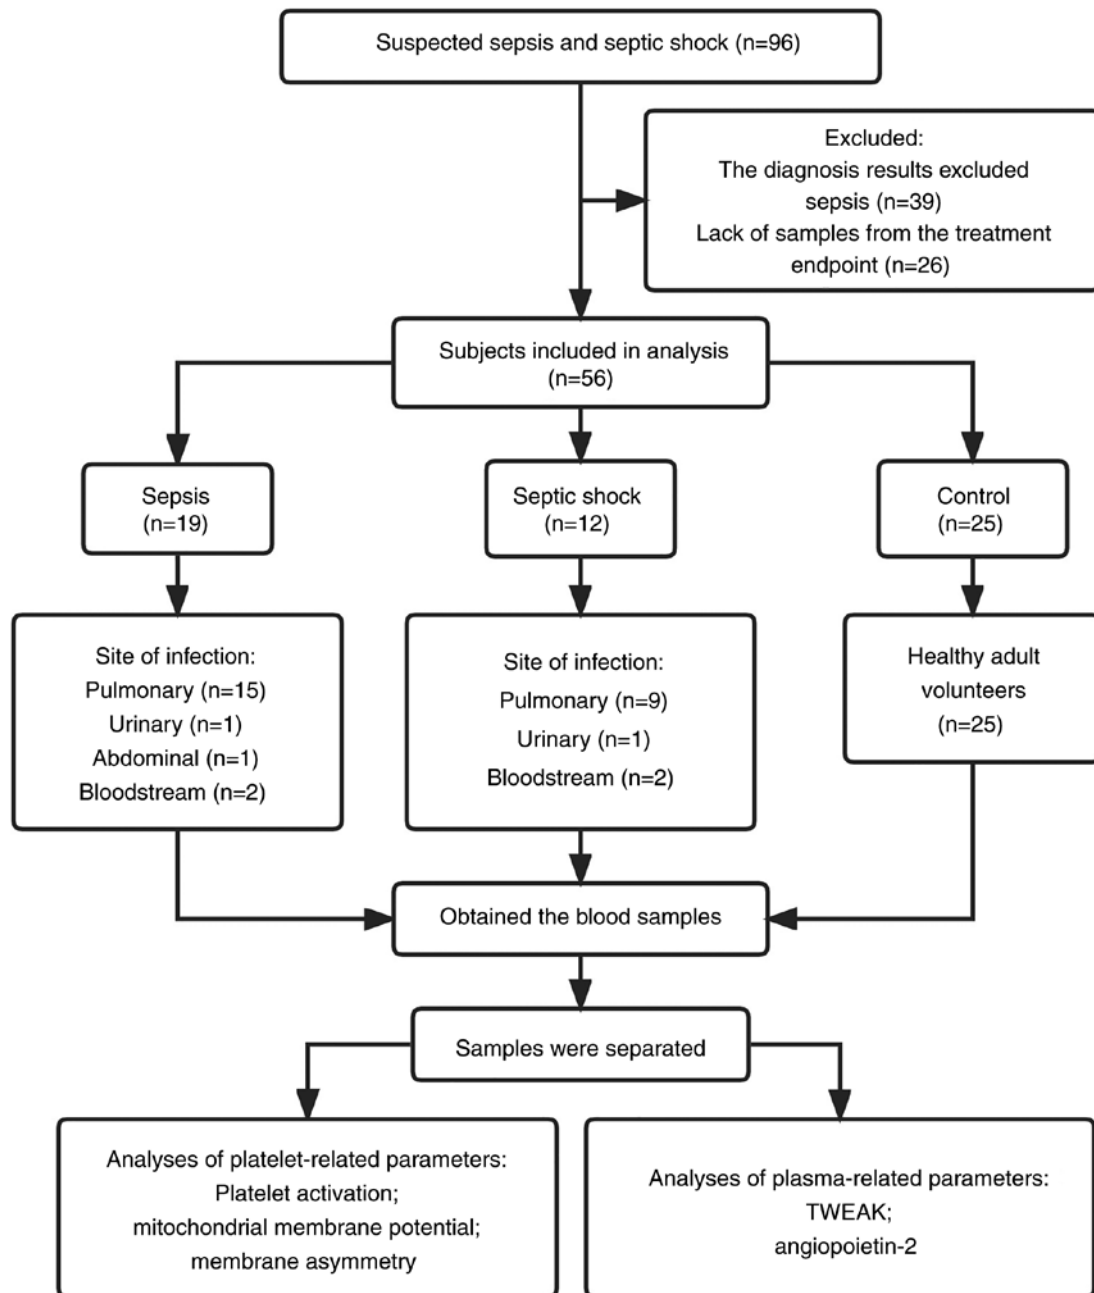 Suspected sepsis and septic shock (n=96)
Excluded:
The diagnosis results excluded
sepsis (n=39)
Lack of samples from the treatment
endpoint (n=26)
Subjects included in analysis
(n=56)
Sepsis
(n=19)
Septic shock
(n=12)
Control
(n=25)
Site of infection:
Pulmonary (n=15)
Urinary (n=1)
Abdominal (n=1)
Bloodstream (n=2)
Site of infection:
Pulmonary (n=9)
Urinary (n=1)
Bloodstream (n=2)
Healthy adult
volunteers
(n=25)
Obtained the blood samples
Samples were separated
Analyses of platelet-related parameters:
Platelet activation;
mitochondrial membrane potential;
membrane asymmetry
Analyses of plasma-related parameters:
TWEAK;
angiopoietin-2